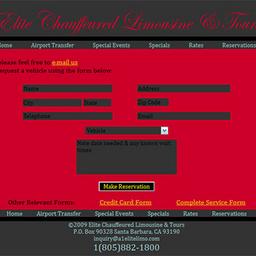 Elite Chauffeured Limousine & Tours
Home Airport Transfer Special Events Specials Rates Reservations
please feel free to email us
request a vehicle using the form below:
Name Address
City State Zip Code
Telephone Email
Vehicle
Note date needed & any known wait times
Make Reservation
Other Relevant Forms: Credit Card Form Complete Service Form
Home Airport Transfer Special Events Specials Rates Reservations
©2009 Elite Chauffeured Limousine & Tours
P.O. Box 90328 Santa Barbara, CA 93190
inquiry@a1elitelimo.com
1(805)882-1800